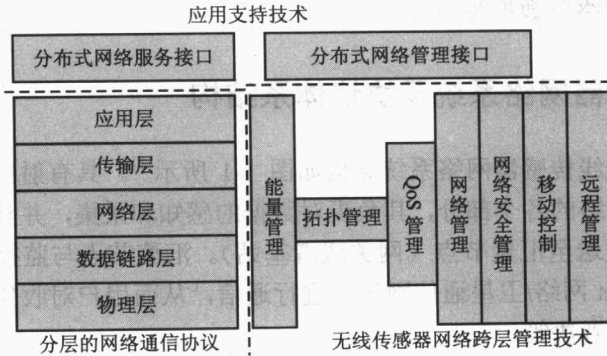 应用支持技术
分布式网络服务接口
分布式网络管理接口
应用层
传输层
网络层
数据链路层
物理层
能量管理
拓扑管理
QoS管理
网络管理
网络安全管理
移动控制
远程管理
分层的网络通信协议
无线传感器网络跨层管理技术